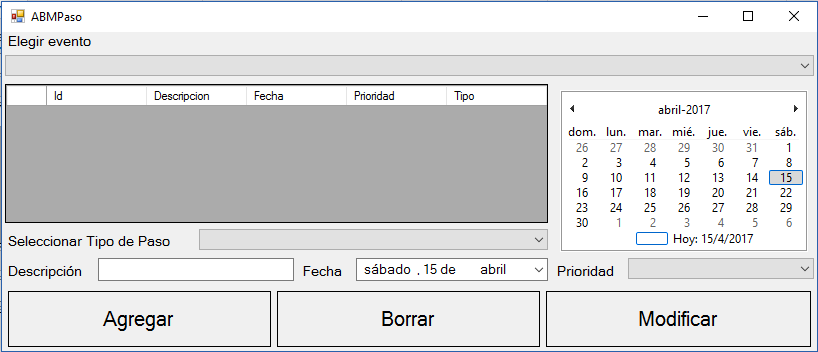 ABMPaso
Elegir evento
Id Descripcion Fecha Prioridad Tipo
abril-2017
dom. lun. mar. mié. jue. vie. sáb.
26 27 28 29 30 31 1
2 3 4 5 6 7 8
9 10 11 12 13 14 15
16 17 18 19 20 21 22
23 24 25 26 27 28 29
30 1 2 3 4 5 6
Hoy: 15/4/2017
Seleccionar Tipo de Paso
Descripción Fecha sábado , 15 de abril Prioridad
Agregar Borrar Modificar